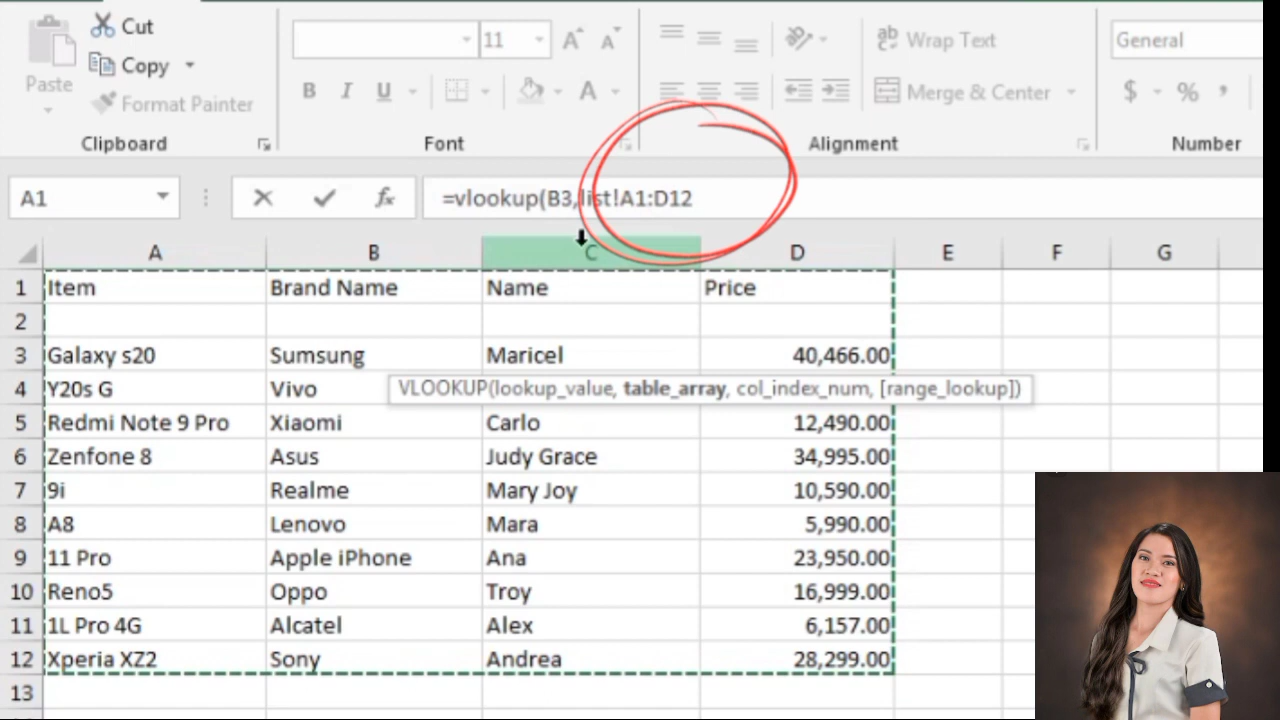 Cut
Copy
Paste
Format Painter
Clipboard
11
A A
B I U A
Font
ab Wrap Text
Merge & Center
Alignment
General
$ % ,
Number
A1
fx =vlookup(B3,list!A1:D12
A B C D E F G
1 Item Brand Name Name Price
2
3 Galaxy s20 Sumsung Maricel 40,466.00
4 Y20s G Vivo VLOOKUP(lookup_value, table_array, col_index_num, [range_lookup])
5 Redmi Note 9 Pro Xiaomi Carlo 12,490.00
6 Zenfone 8 Asus Judy Grace 34,995.00
7 9i Realme Mary Joy 10,590.00
8 A8 Lenovo Mara 5,990.00
9 11 Pro Apple iPhone Ana 23,950.00
10 Reno5 Oppo Troy 16,999.00
11 1L Pro 4G Alcatel Alex 6,157.00
12 Xperia XZ2 Sony Andrea 28,299.00
13